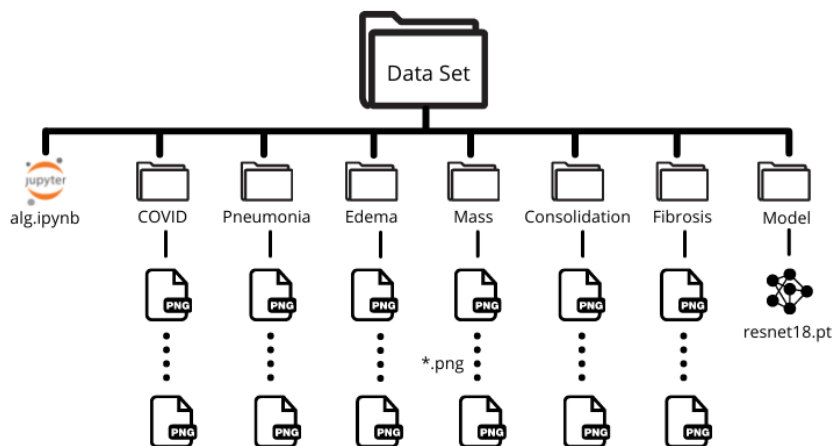 Data Set
jupyter
alg.ipynb
COVID
Pneumonia
Edema
Mass
Consolidation
Fibrosis
Model
PNG
PNG
PNG
PNG
PNG
PNG
resnet18.pt
*.png
PNG
PNG
PNG
PNG
PNG
PNG